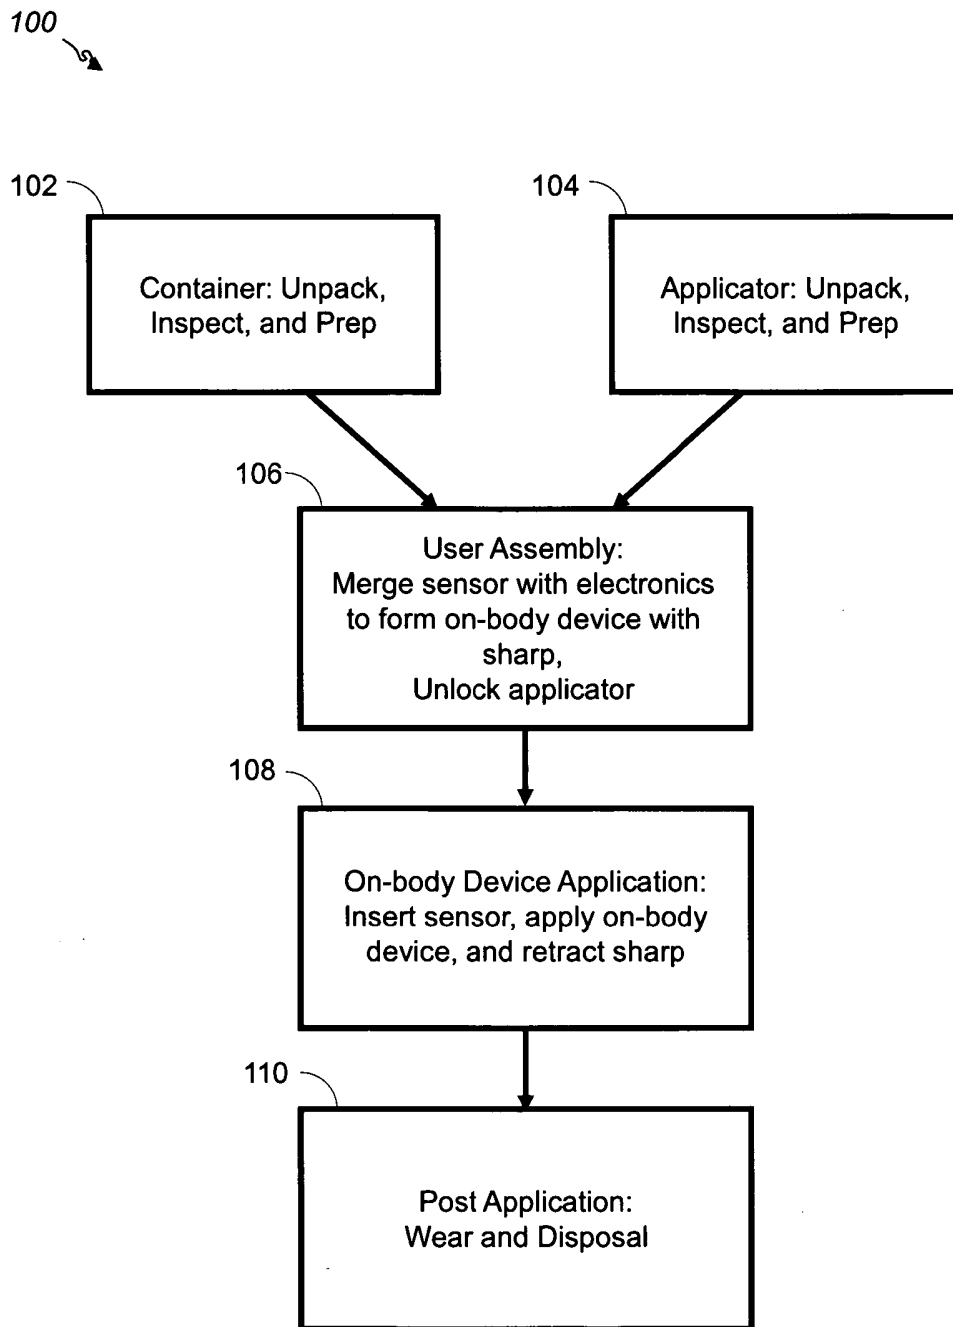 100
102
104
Container: Unpack,
Inspect, and Prep
Applicator: Unpack,
Inspect, and Prep
106
User Assembly:
Merge sensor with electronics
to form on-body device with
sharp,
Unlock applicator
108
On-body Device Application:
Insert sensor, apply on-body
device, and retract sharp
110
Post Application:
Wear and Disposal